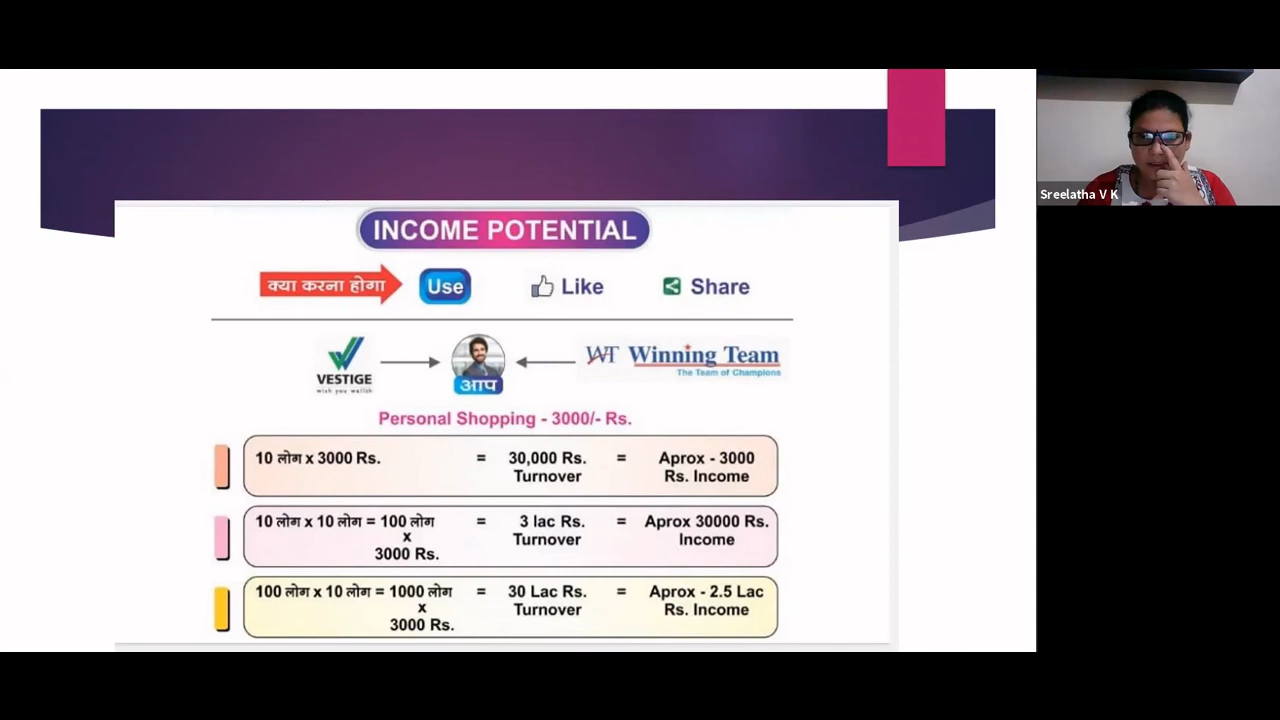 INCOME POTENTIAL
क्या करना होगा
Use
Like
Share
VESTIGE
wish you wellth
आप
WT Winning Team
The Team of Champions
Personal Shopping - 3000/- Rs.
10 लोग x 3000 Rs. = 30,000 Rs. = Aprox - 3000
Turnover Rs. Income
10 लोग x 10 लोग = 100 लोग = 3 lac Rs. = Aprox 30000 Rs.
x Turnover Income
3000 Rs.
100 लोग x 10 लोग = 1000 लोग = 30 Lac Rs. = Aprox - 2.5 Lac
x Turnover Rs. Income
3000 Rs.
Sreelatha V K